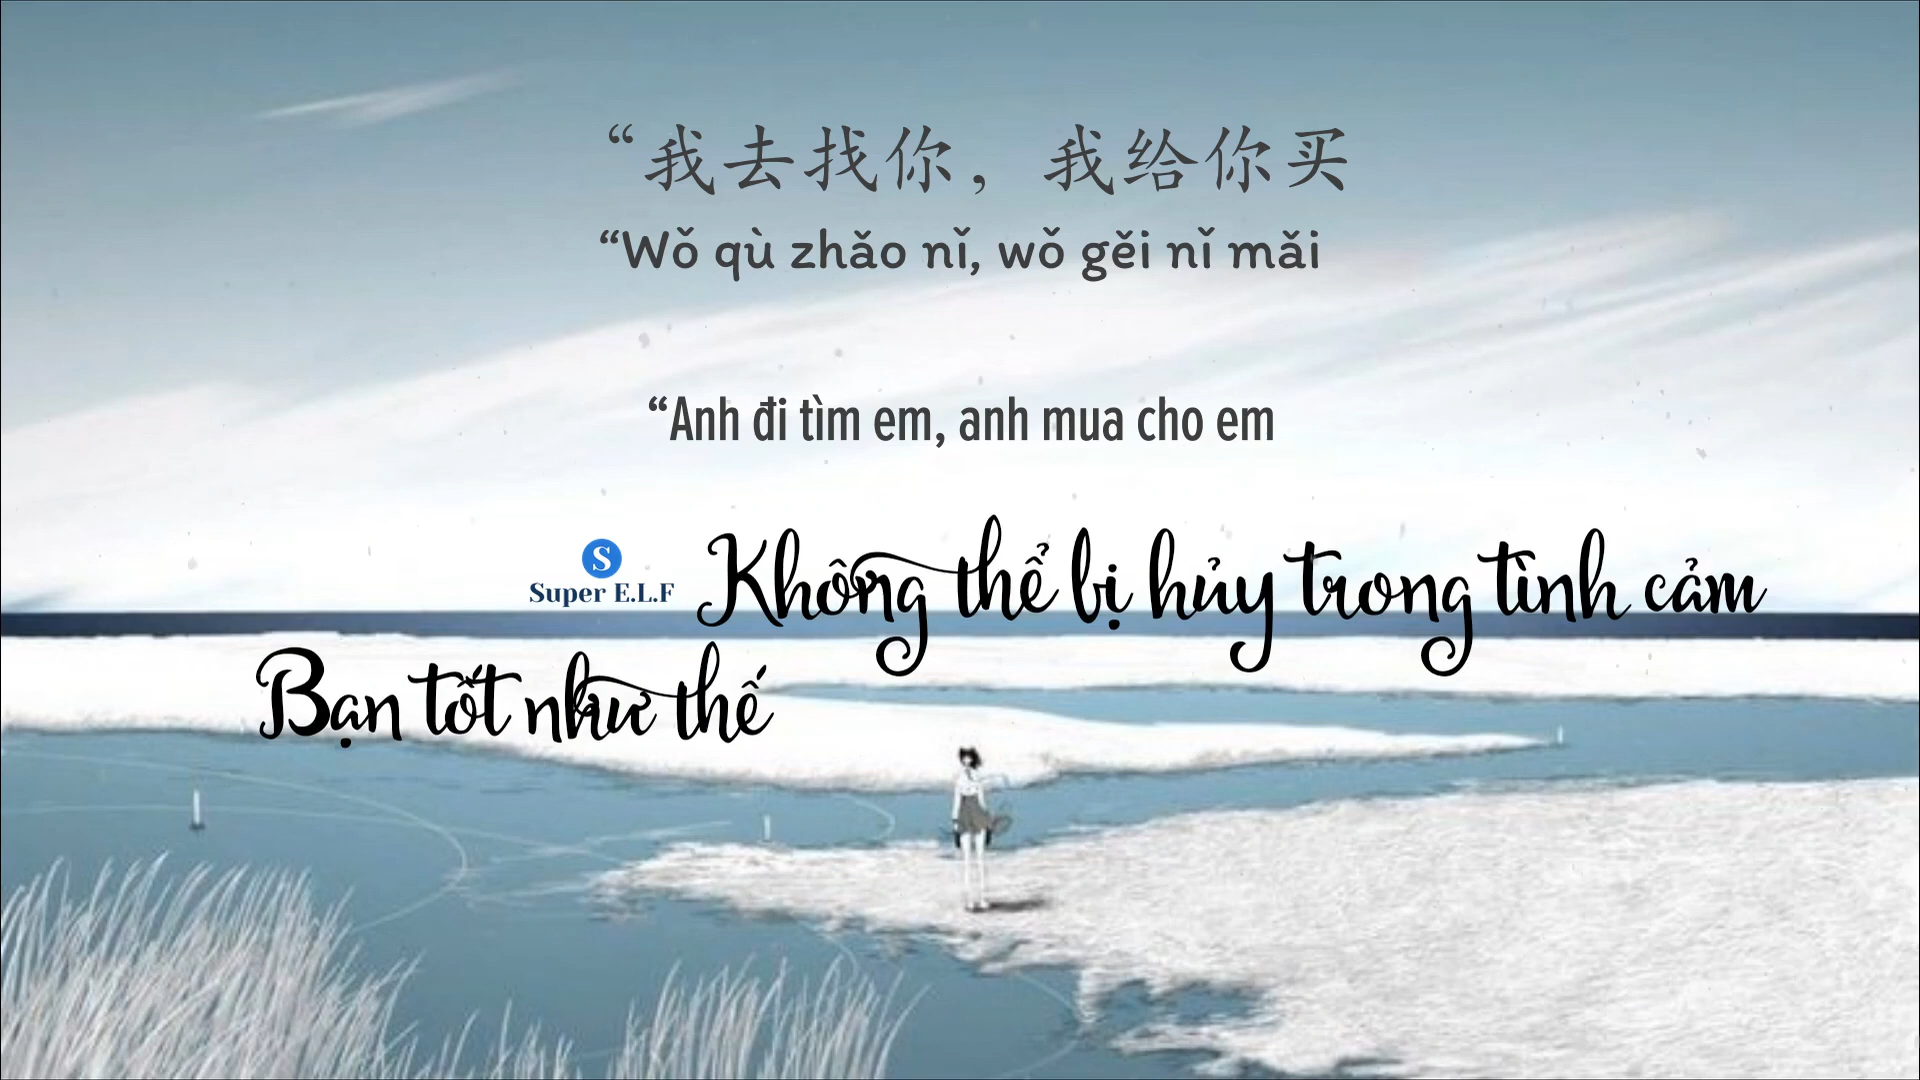 “我去找你，我给你买
“Wǒ qù zhǎo nǐ, wǒ gěi nǐ mǎi
“Anh đi tìm em, anh mua cho em
S
Super E.L.F
Không thể bị hủy trong tình cảm
Bạn tốt như thế